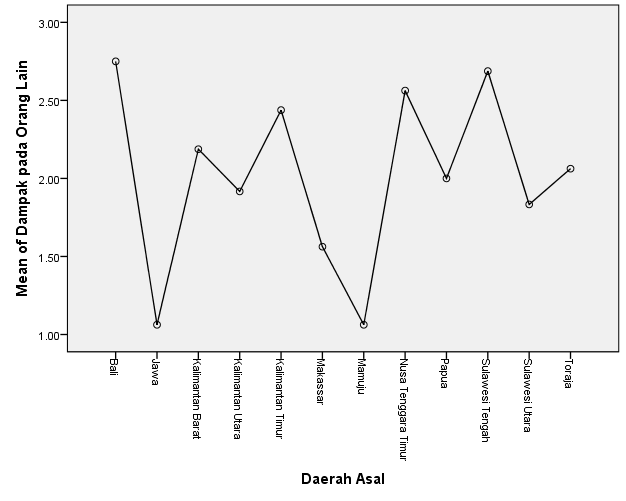 Mean of Dampak pada Orang Lain
3.00
2.50
2.00
1.50
1.00
Bali
Jawa
Kalimantan Barat
Kalimantan Utara
Kalimantan Timur
Makassar
Mamuju
Nusa Tenggara Timur
Papua
Sulawesi Tengah
Sulawesi Utara
Toraja
Daerah Asal